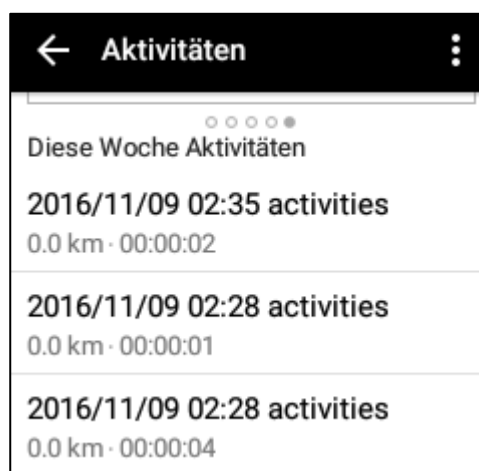 Aktivitäten
Diese Woche Aktivitäten
2016/11/09 02:35 activities
0.0 km · 00:00:02
2016/11/09 02:28 activities
0.0 km · 00:00:01
2016/11/09 02:28 activities
0.0 km · 00:00:04